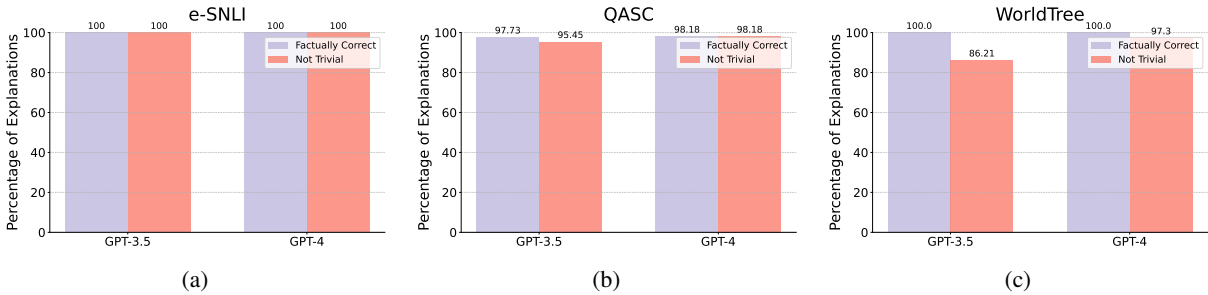 e-SNLI
Percentage of Explanations
100
80
60
40
20
0
100
100
100
100
Factually Correct
Not Trivial
GPT-3.5
GPT-4
(a)
QASC
Percentage of Explanations
100
80
60
40
20
0
97.73
95.45
98.18
98.18
Factually Correct
Not Trivial
GPT-3.5
GPT-4
(b)
WorldTree
Percentage of Explanations
100
80
60
40
20
0
100.0
86.21
100.0
97.3
Factually Correct
Not Trivial
GPT-3.5
GPT-4
(c)